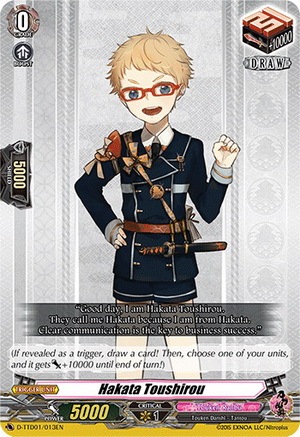 0
GRADE
BOOST
+10000
DRAW
5000
SHIELD
"Good day, I am Hakata Toushirou.
They call me Hakata because I am from Hakata.
Clear communication is the key to business success."
(If revealed as a trigger, draw a card! Then, choose one of your units,
and it gets +10000 until end of turn!)
Hakata Toushirou
TRIGGER UNIT
POWER 5000 CRITICAL 1
Touken Danshi - Tantou
D-TTD01/013EN ©2015 EXNOA LLC/Nitroplus